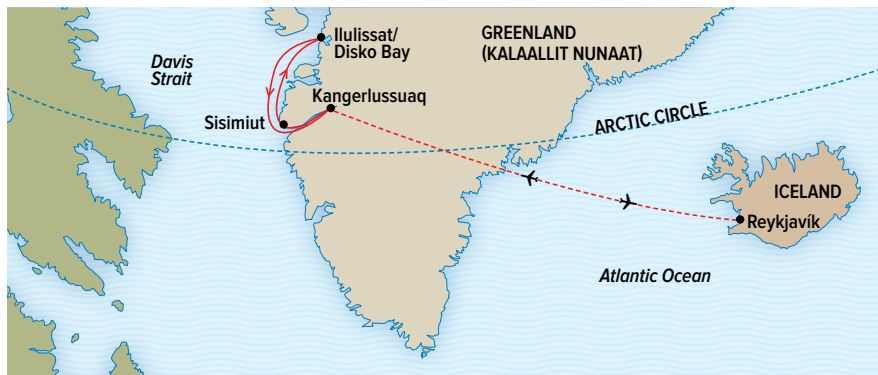 Ilulissat/
Disko Bay
GREENLAND
(KALAALLIT NUNAAT)
Davis
Strait
Kangerlussuaq
Sisimiut
ARCTIC CIRCLE
ICELAND
Reykjavík
Atlantic Ocean